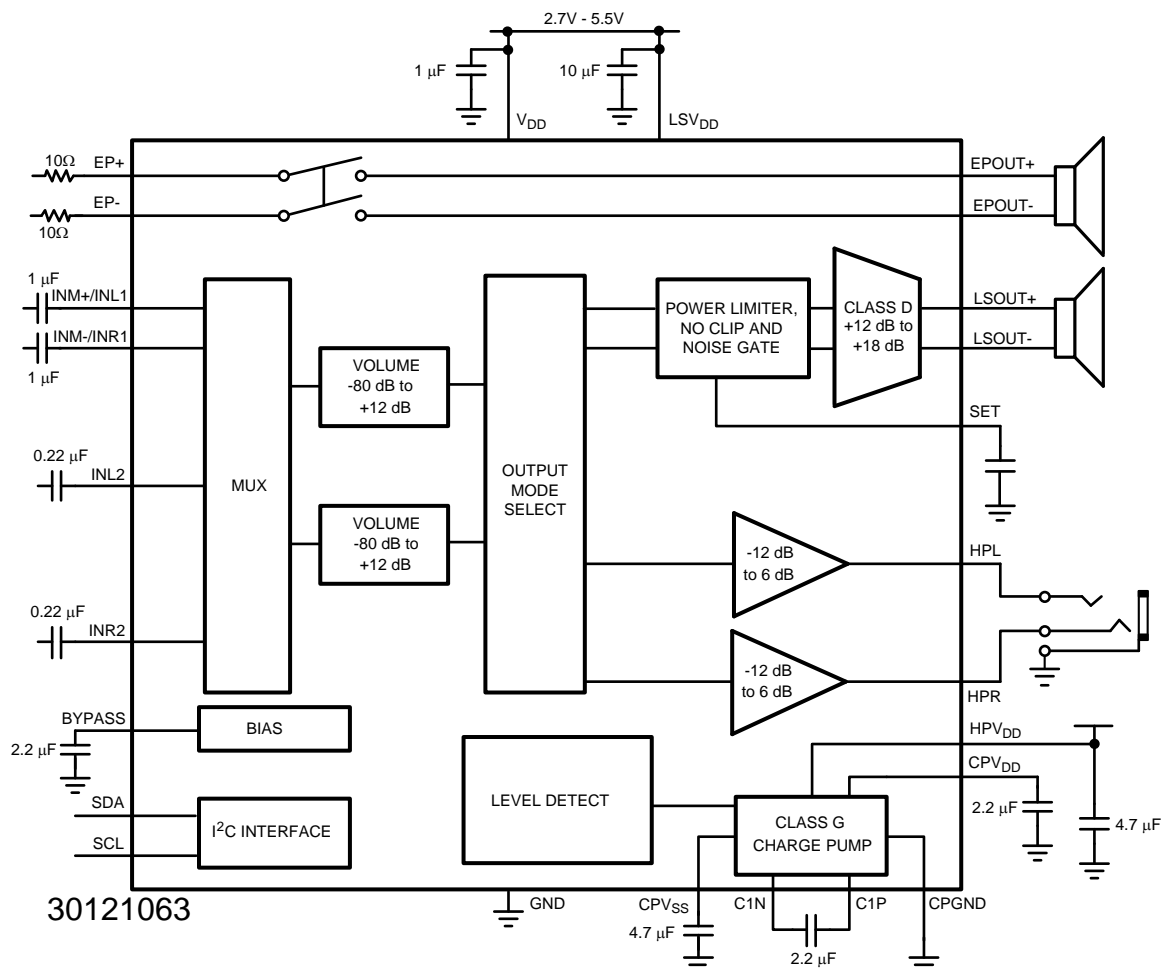 2.7V - 5.5V
1 µF
10 µF
VDD
LSVDD
10Ω
EP+
EPOUT+
EP-
EPOUT-
10Ω
1 µF
INM+/INL1
INM-/INR1
1 µF
POWER LIMITER,
NO CLIP AND
NOISE GATE
CLASS D
+12 dB to
+18 dB
LSOUT+
LSOUT-
VOLUME
-80 dB to
+12 dB
SET
0.22 µF
INL2
MUX
OUTPUT
MODE
SELECT
VOLUME
-80 dB to
+12 dB
-12 dB
to 6 dB
HPL
0.22 µF
INR2
-12 dB
to 6 dB
HPR
BYPASS
2.2 µF
BIAS
HPVDD
CPVDD
SDA
SCL
I2C INTERFACE
LEVEL DETECT
CLASS G
CHARGE PUMP
2.2 µF
4.7 µF
30121063
GND
CPVSS
C1N
C1P
CPGND
4.7 µF
2.2 µF